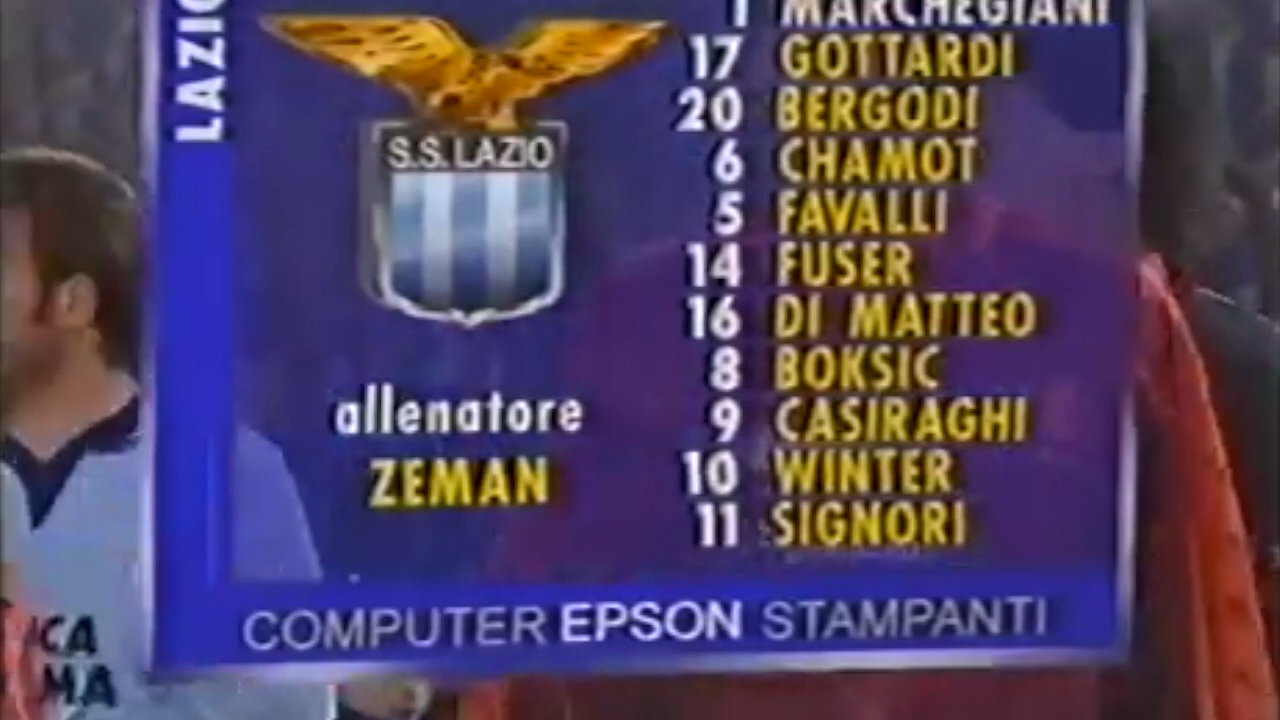 LAZIO
S.S. LAZIO
allenatore
ZEMAN
1 MARCHEGIANI
17 GOTTARDI
20 BERGODI
6 CHAMOT
5 FAVALLI
14 FUSER
16 DI MATTEO
8 BOKSIC
9 CASIRAGHI
10 WINTER
11 SIGNORI
COMPUTER EPSON STAMPANTI